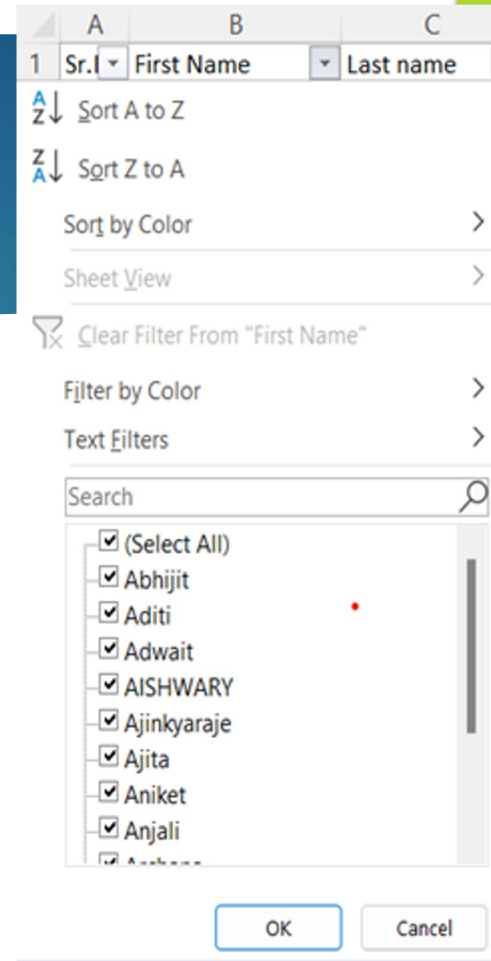 A B C
1 Sr.I First Name Last name
Sort A to Z
Sort Z to A
Sort by Color
Sheet View
Clear Filter From "First Name"
Filter by Color
Text Filters
Search
(Select All)
Abhijit
Aditi
Adwait
AISHWARY
Ajinkyaraje
Ajita
Aniket
Anjali
OK Cancel